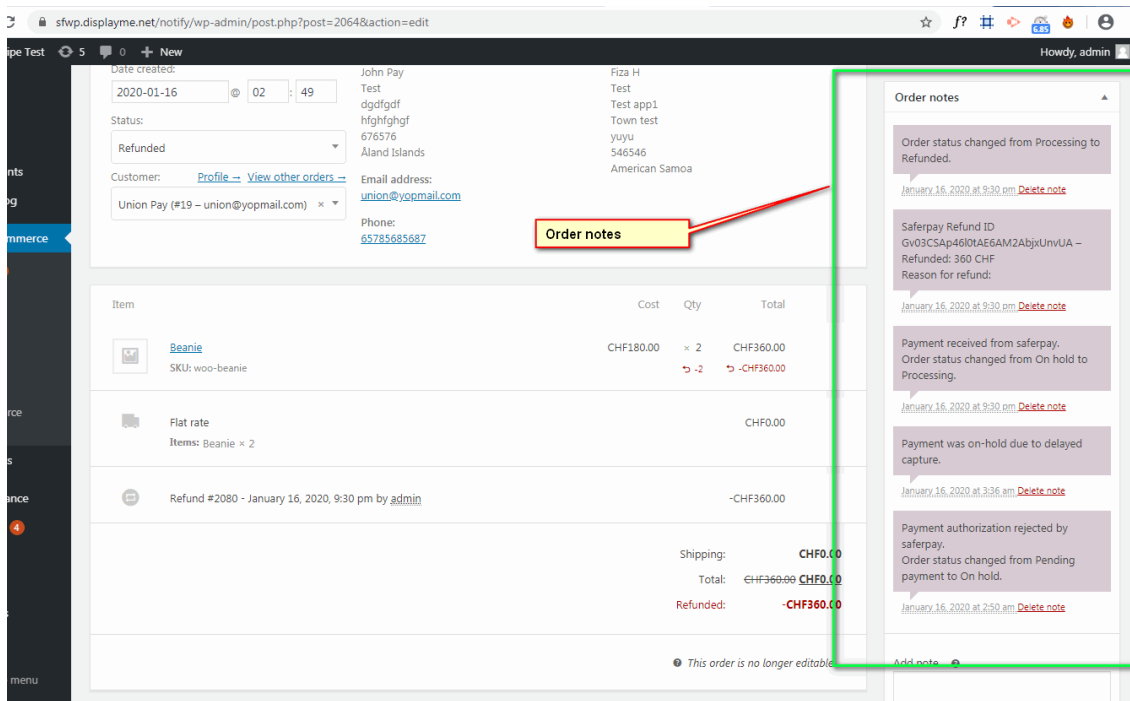 sfwp.displayme.net/notify/wp-admin/post.php?post=2064&action=edit
f?
6.85
ipe Test 5 0 + New
Howdy, admin
nts
og
mmerce
rce
s
ance
4
s
menu
Date created:
2020-01-16 @ 02 : 49
Status:
Refunded
Customer: Profile → View other orders →
Union Pay (#19 – union@yopmail.com) ×
John Pay
Test
dgdfgdf
hfghfghgf
676576
Åland Islands
Email address:
union@yopmail.com
Phone:
65785685687
Fiza H
Test
Test app1
Town test
yuyu
546546
American Samoa
Order notes
Item Cost Qty Total
Beanie CHF180.00 × 2 CHF360.00
SKU: woo-beanie -2 -CHF360.00
Flat rate CHF0.00
Items: Beanie × 2
Refund #2080 - January 16, 2020, 9:30 pm by admin -CHF360.00
Shipping: CHF0.00
Total: CHF360.00 CHF0.00
Refunded: -CHF360.00
This order is no longer editable
Order notes
Order status changed from Processing to
Refunded.
January 16, 2020 at 9:30 pm Delete note
Saferpay Refund ID
Gv03CSAp46l0tAE6AM2AbjxUnvUA –
Refunded: 360 CHF
Reason for refund:
January 16, 2020 at 9:30 pm Delete note
Payment received from saferpay.
Order status changed from On hold to
Processing.
January 16, 2020 at 9:30 pm Delete note
Payment was on-hold due to delayed
capture.
January 16, 2020 at 3:36 am Delete note
Payment authorization rejected by
saferpay.
Order status changed from Pending
payment to On hold.
January 16, 2020 at 2:50 am Delete note
Add note